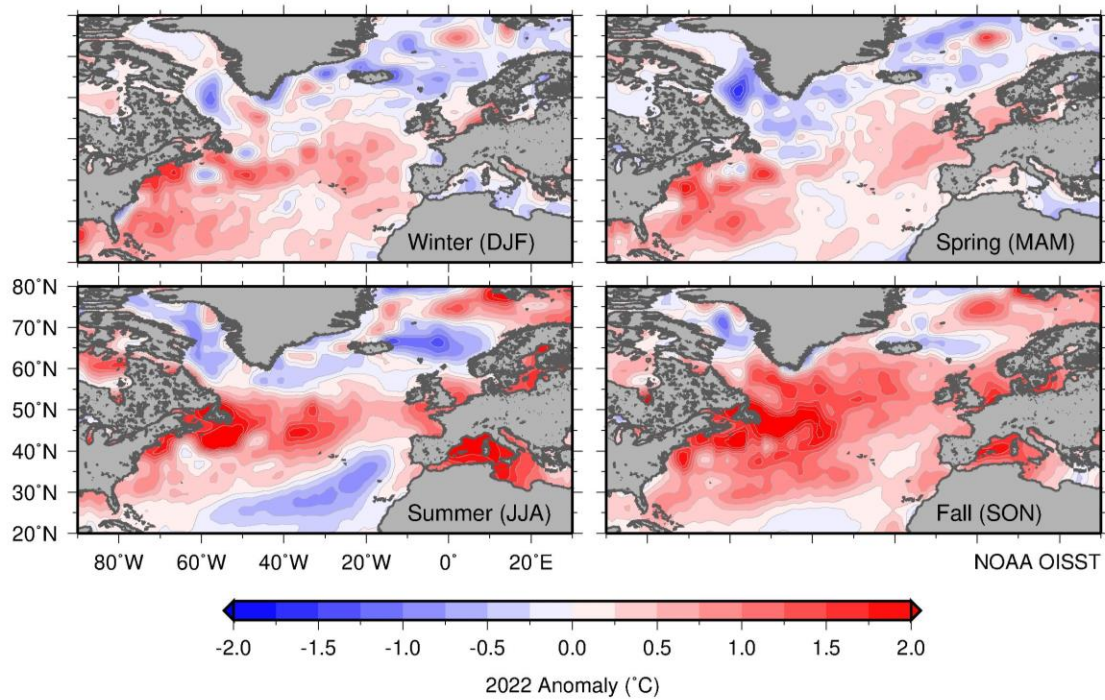 Winter (DJF)
Spring (MAM)
80°N
70°N
60°N
50°N
40°N
30°N
20°N
Summer (JJA)
Fall (SON)
80°W 60°W 40°W 20°W 0° 20°E
NOAA OISST
-2.0 -1.5 -1.0 -0.5 0.0 0.5 1.0 1.5 2.0
2022 Anomaly (°C)